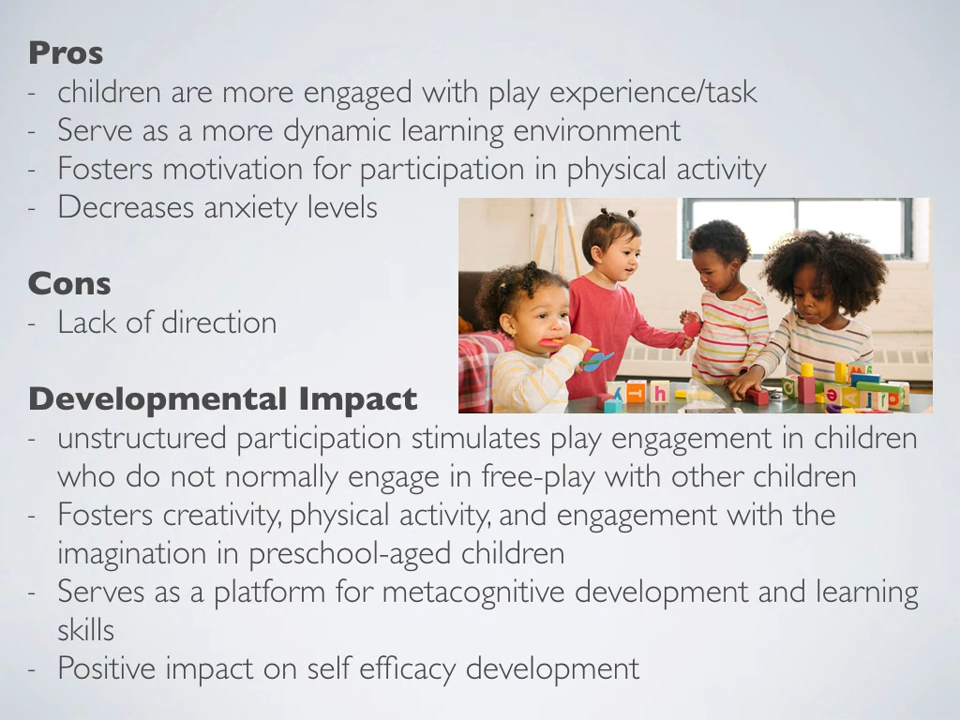 Pros
- children are more engaged with play experience/task
- Serve as a more dynamic learning environment
- Fosters motivation for participation in physical activity
- Decreases anxiety levels
Cons
- Lack of direction
Developmental Impact
- unstructured participation stimulates play engagement in children
who do not normally engage in free-play with other children
- Fosters creativity, physical activity, and engagement with the
imagination in preschool-aged children
- Serves as a platform for metacognitive development and learning
skills
- Positive impact on self efficacy development